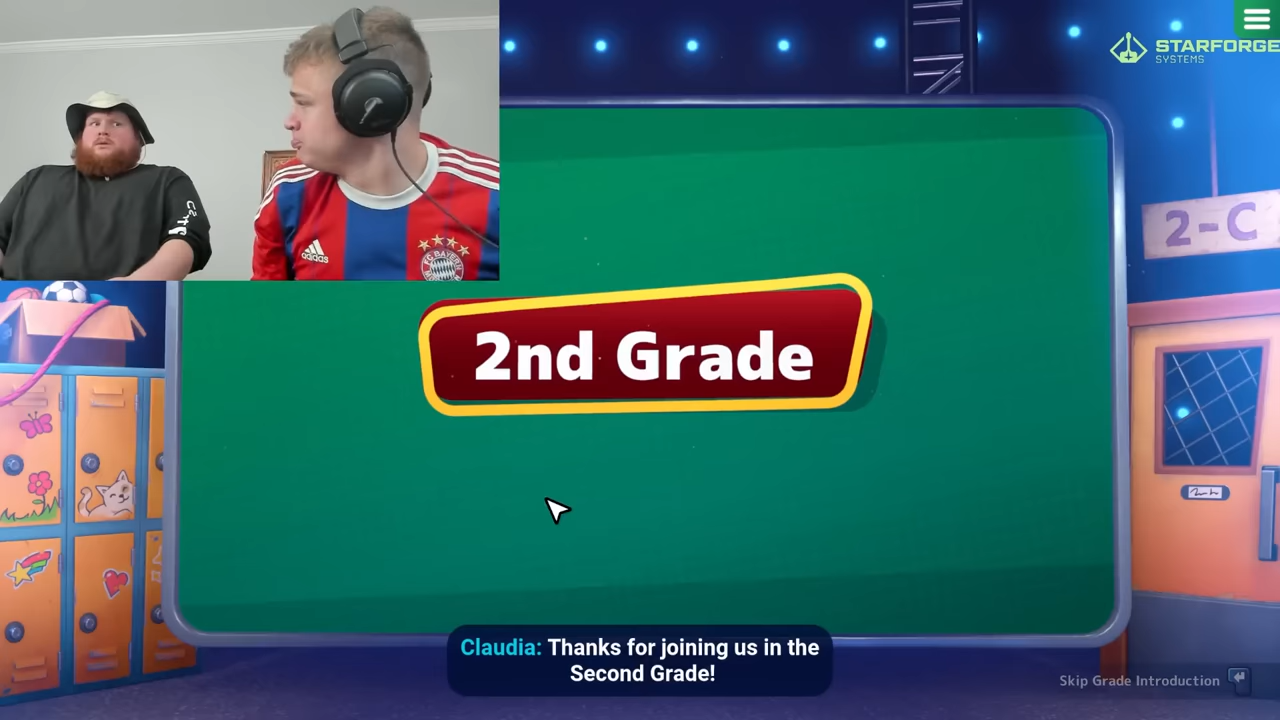 STARFORGE
SYSTEMS
2-C
adidas
FC BAYERN
2nd Grade
Claudia: Thanks for joining us in the
Second Grade!
Skip Grade Introduction